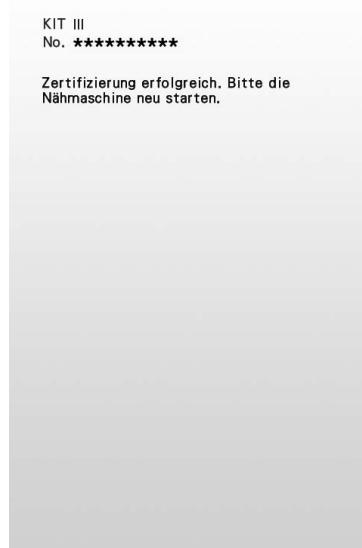 KIT III
No. **********
Zertifizierung erfolgreich. Bitte die
Nähmaschine neu starten.